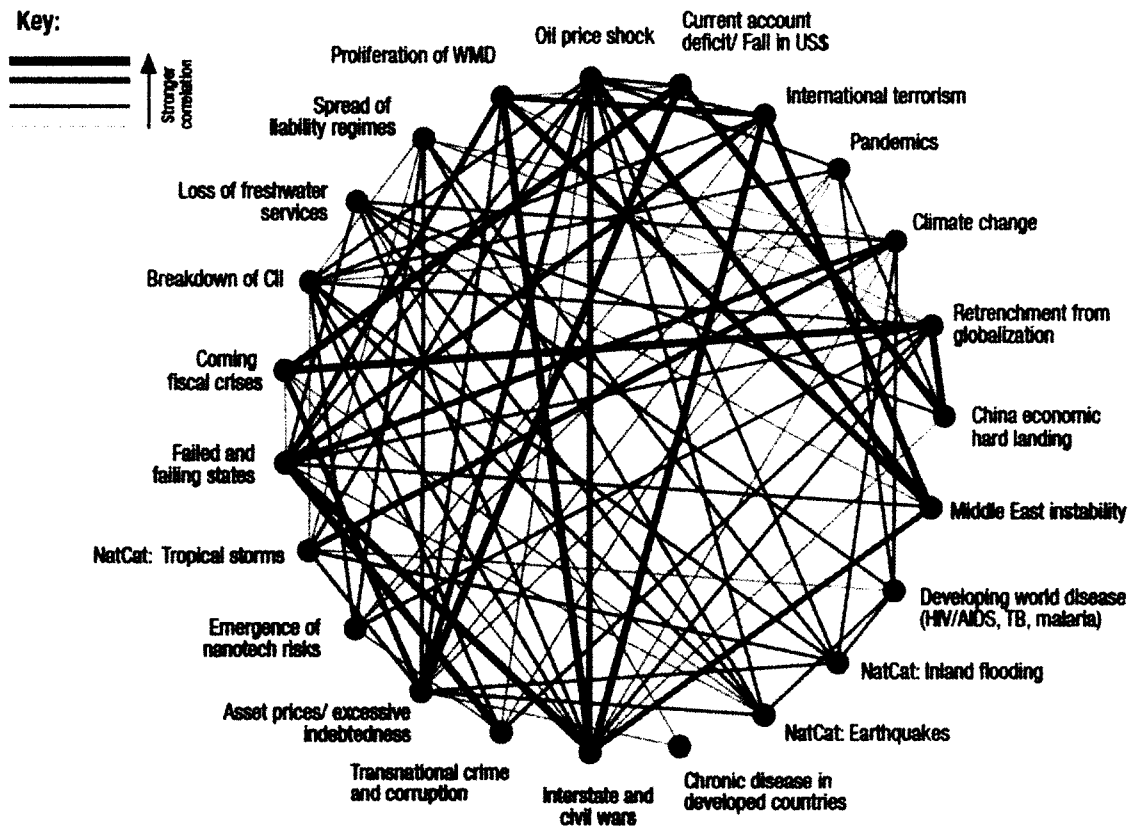 Key:
Stronger
correlation
Oil price shock
Current account
deficit/ Fall in US$
Proliferation of WMD
International terrorism
Spread of
liability regimes
Pandemics
Loss of freshwater
services
Climate change
Breakdown of CII
Retrenchment from
globalization
Coming
fiscal crises
China economic
hard landing
Failed and
failing states
Middle East instability
NatCat: Tropical storms
Developing world disease
(HIV/AIDS, TB, malaria)
Emergence of
nanotech risks
NatCat: Inland flooding
Asset prices/ excessive
indebtedness
NatCat: Earthquakes
Transnational crime
and corruption
Interstate and
civil wars
Chronic disease in
developed countries